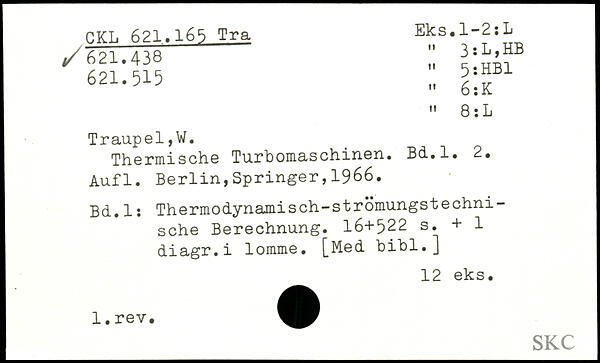 CKL 621.165 Tra
621.438
621.515
Eks.1-2:L
" 3:L,HB
" 5:HBl
" 6:K
" 8:L
Traupel,W.
Thermische Turbomaschinen. Bd.1. 2.
Aufl. Berlin,Springer,1966.
Bd.1: Thermodynamisch-strömungstechni-
sche Berechnung. 16+522 s. + 1
diagr.i lomme. [Med bibl.]
12 eks.
1.rev.
SKC